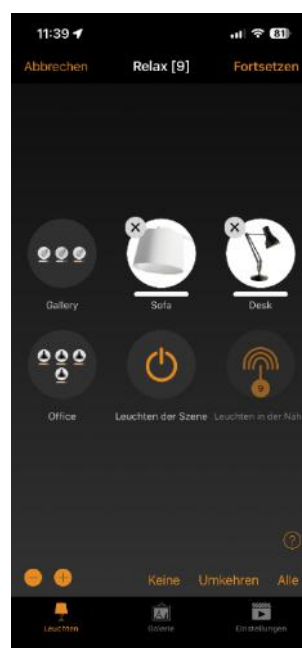 11:39 81
Abbrechen Relax [9] Fortsetzen
Gallery Sofa Desk
9
Office Leuchten der Szene Leuchten in der Näh
?
Keine Umkehren Alle
Leuchten Galerie Einstellungen